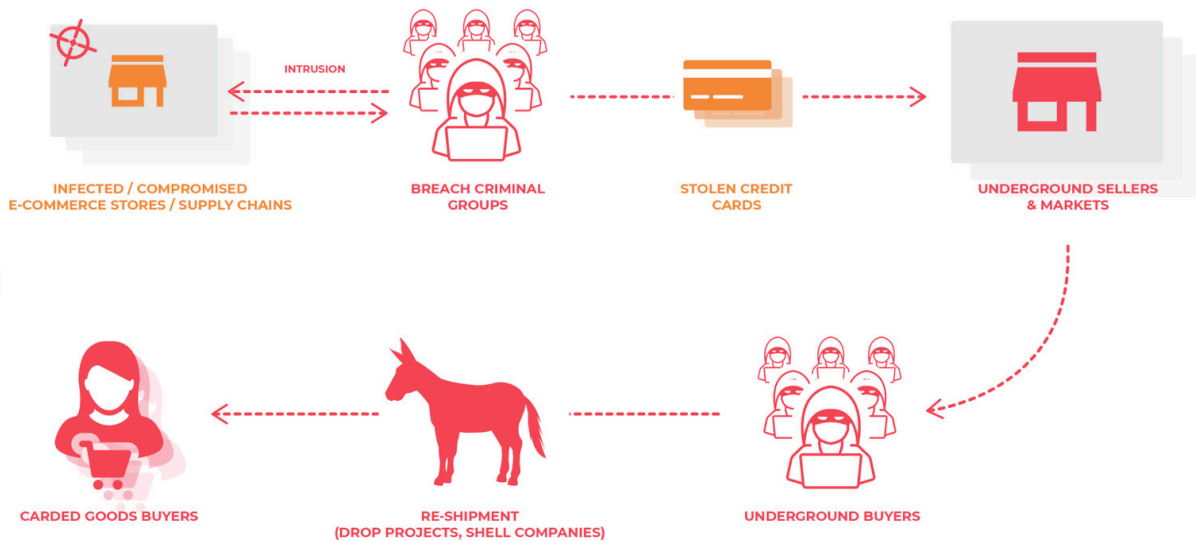 INTRUSION
INFECTED / COMPROMISED
E-COMMERCE STORES / SUPPLY CHAINS
BREACH CRIMINAL
GROUPS
STOLEN CREDIT
CARDS
UNDERGROUND SELLERS
& MARKETS
CARDED GOODS BUYERS
RE-SHIPMENT
(DROP PROJECTS, SHELL COMPANIES)
UNDERGROUND BUYERS